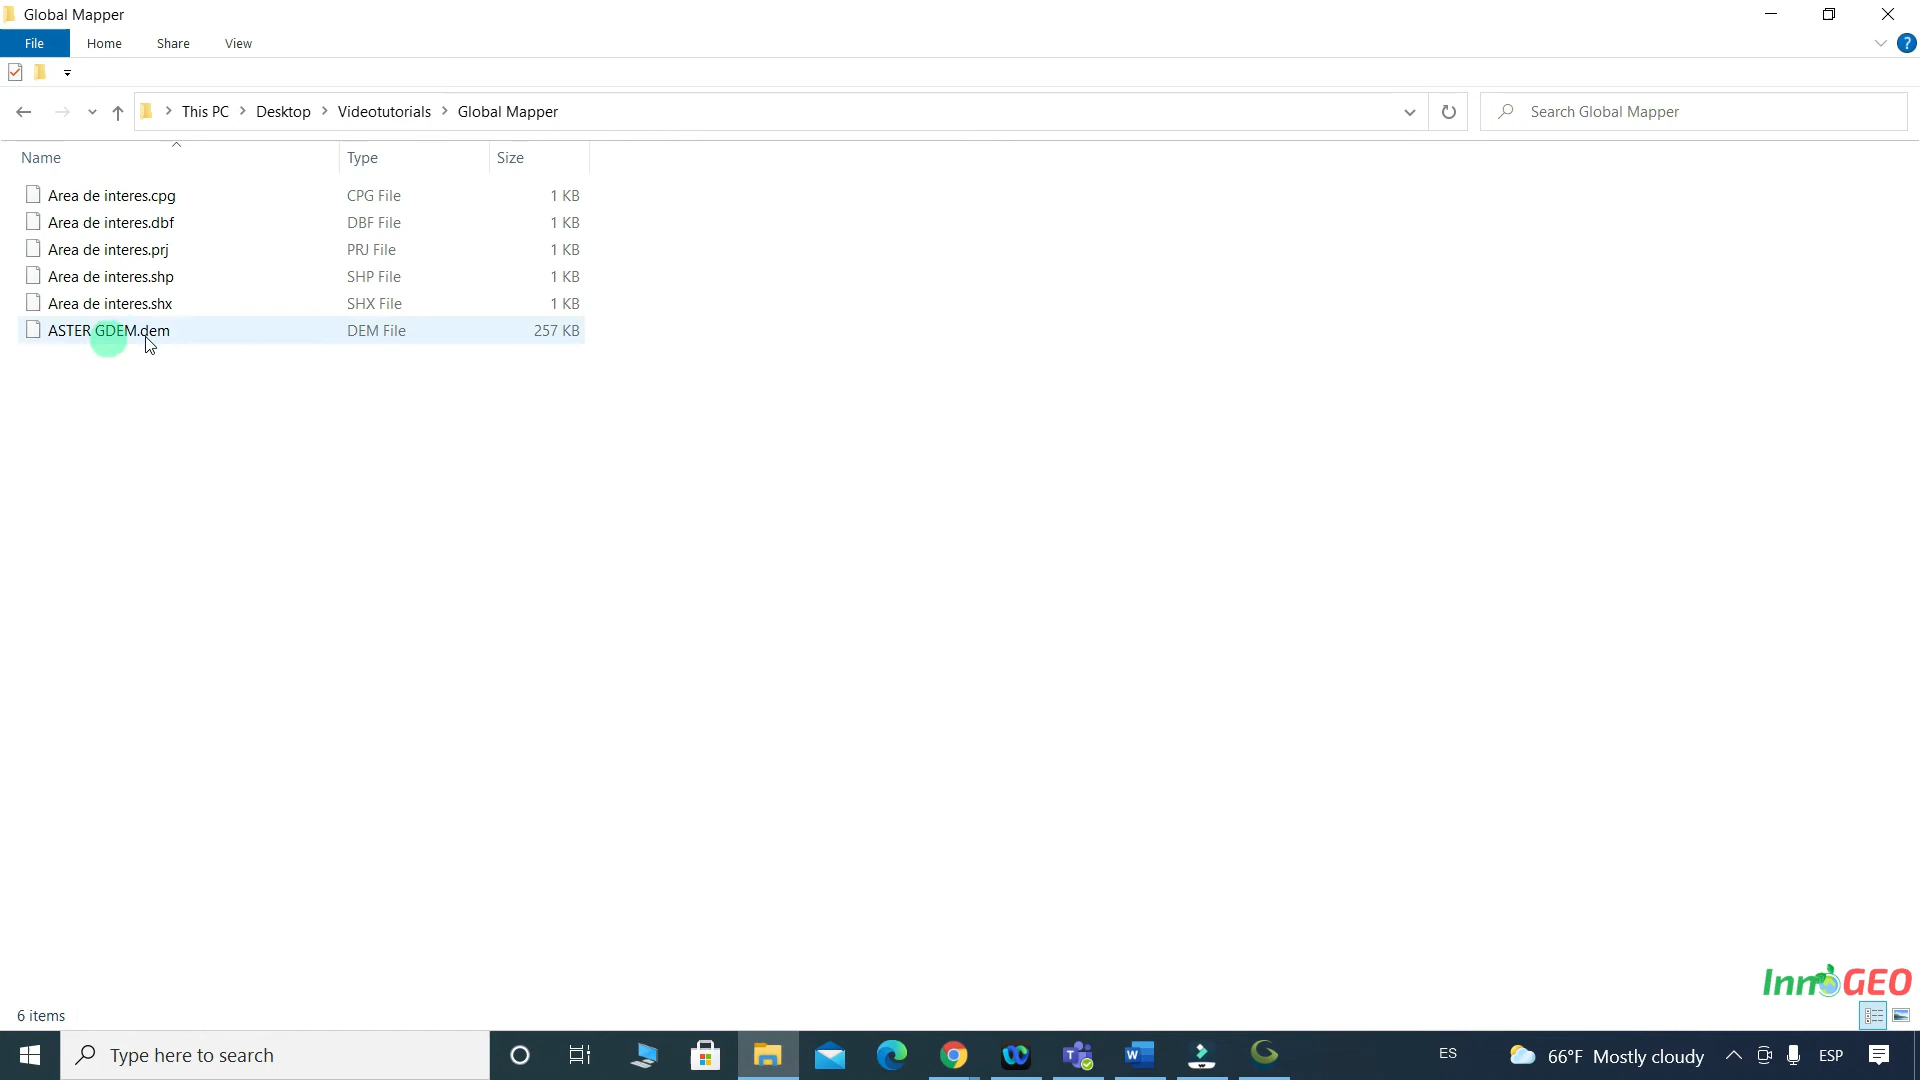 Global Mapper
File Home Share View
This PC Desktop Videotutorials Global Mapper Search Global Mapper
Name Type Size
Area de interes.cpg CPG File 1 KB
Area de interes.dbf DBF File 1 KB
Area de interes.prj PRJ File 1 KB
Area de interes.shp SHP File 1 KB
Area de interes.shx SHX File 1 KB
ASTER GDEM.dem DEM File 257 KB
InnoGEO
6 items
Type here to search ES 66°F Mostly cloudy ESP